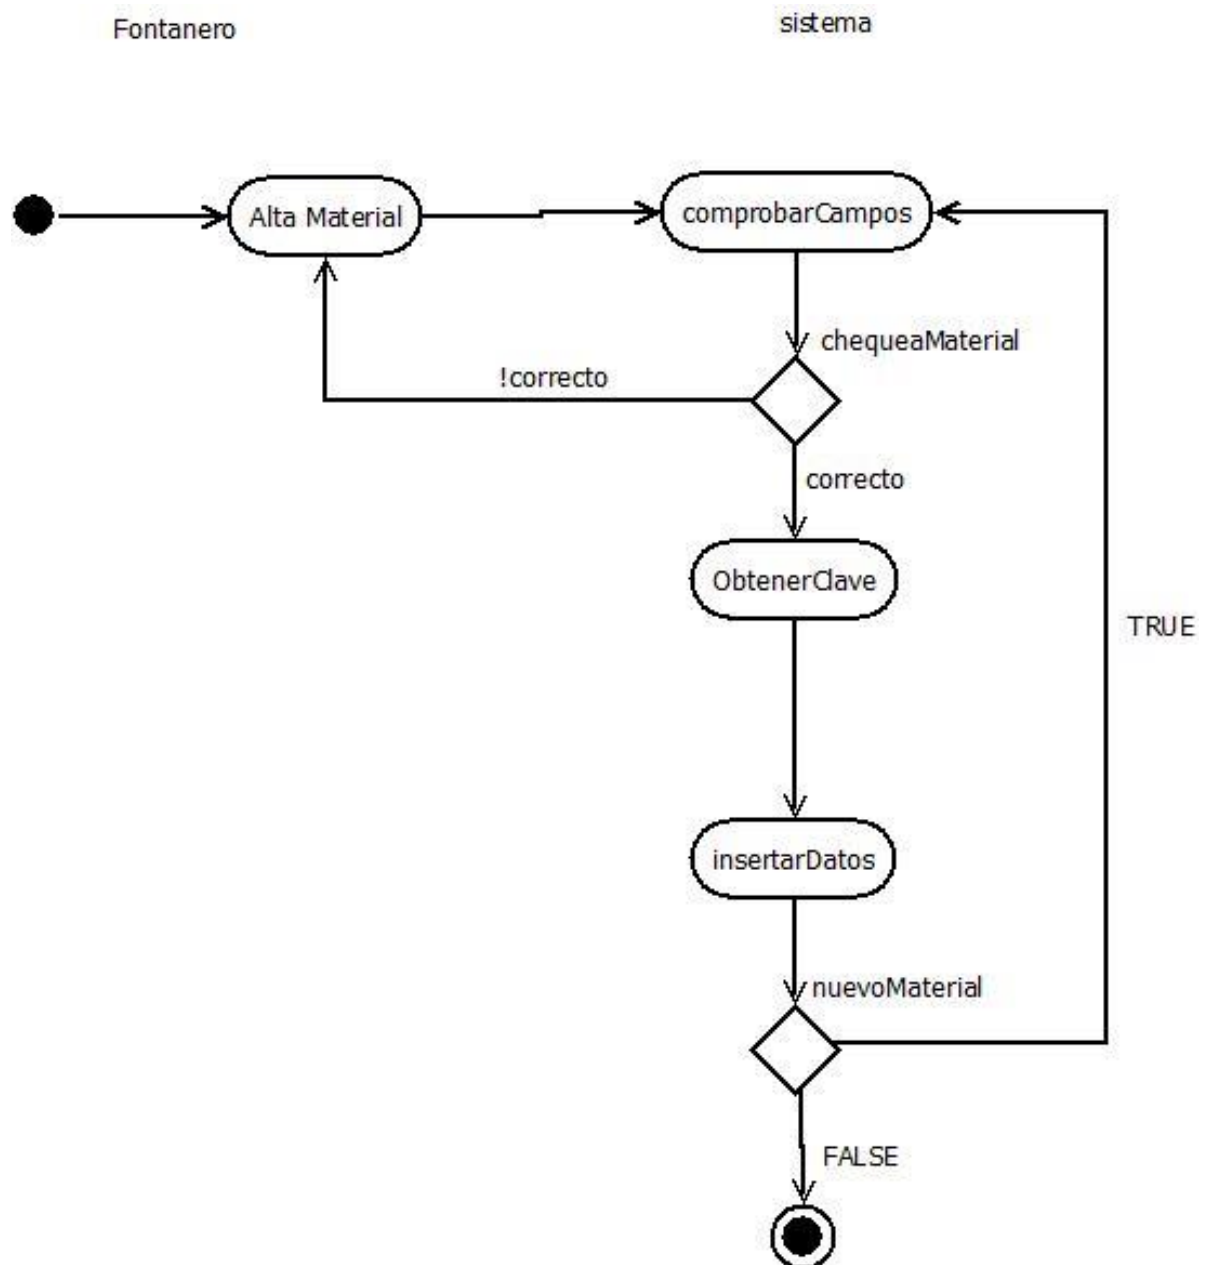 Fontanero
sistema
Alta Material
comprobarCampos
chequeaMaterial
!correcto
correcto
ObtenerClave
TRUE
insertarDatos
nuevoMaterial
FALSE